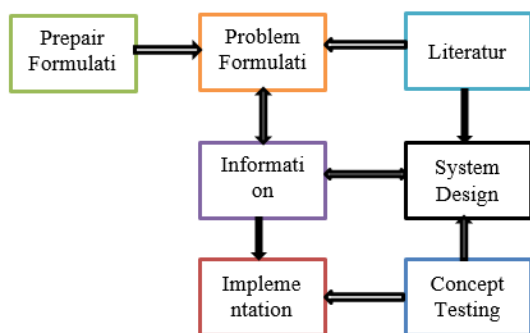 Prepair
Formulati
Problem
Formulati
Literatur
Informati
on
System
Design
Impleme
ntation
Concept
Testing